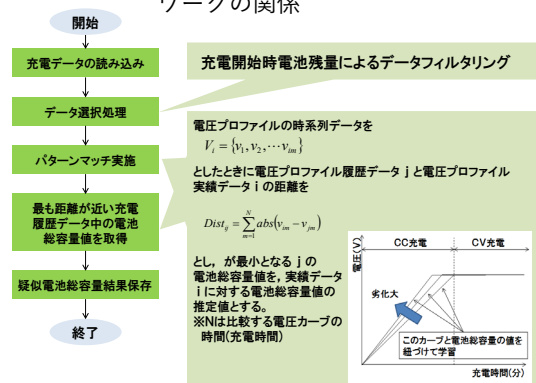 ワークの関係
開始
充電データの読み込み
データ選択処理
パターンマッチ実施
最も距離が近い充電
履歴データ中の電池
総容量値を取得
疑似電池総容量結果保存
終了
充電開始時電池残量によるデータフィルタリング
電圧プロファイルの時系列データを
V_i = {v_1, v_2, ⋯ v_im}
としたときに電圧プロファイル履歴データ j と電圧プロファイル
実績データ i の距離を
Dist_ij = ∑_{m=1}^{N} abs(v_im − v_jm)
とし, が最小となる j の
電池総容量値を, 実績データ
i に対する電池総容量値の
推定値とする。
※Nは比較する電圧カーブの
時間(充電時間)
電圧(V)
CC充電
CV充電
劣化大
このカーブと電池総容量の値を
紐づけて学習
充電時間(分)